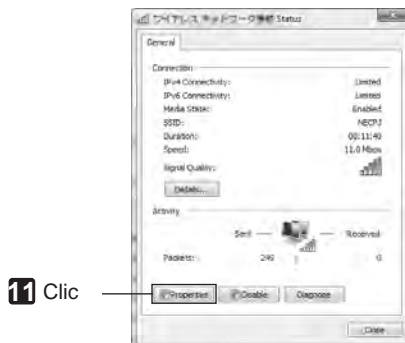 ワイヤレス ネットワーク接続 Status
General
Connection
IPv4 Connectivity: Limited
IPv6 Connectivity: Limited
Media State: Enabled
SSID: NECPJ
Duration: 00:11:40
Speed: 11.0 Mbps
Signal Quality:
Details...
Activity
Sent — — Received
Packets: 246 | 0
11 Clic
Properties Disable Diagnose
Close